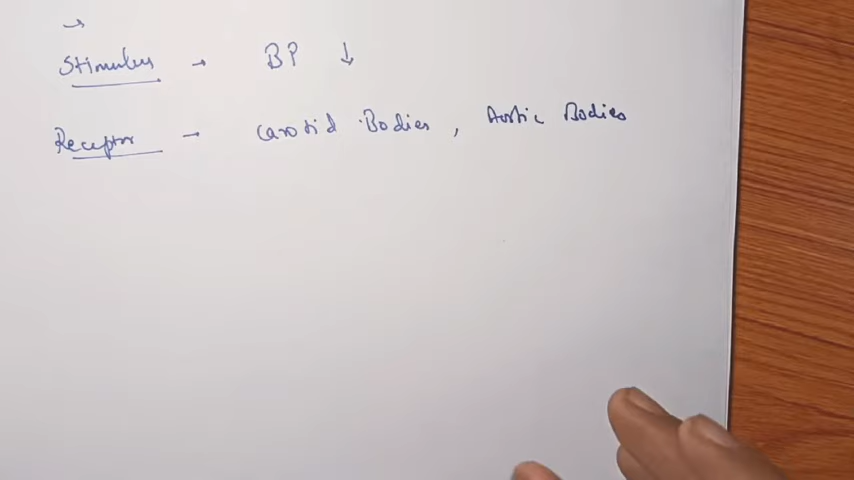 →
Stimulus → BP ↓
Receptor → Carotid Bodies, Aortic Bodies